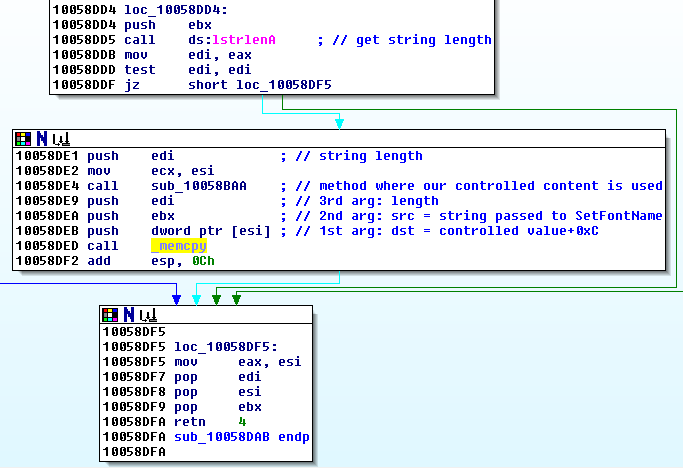 10058DD4 loc_10058DD4:
10058DD4 push ebx
10058DD5 call ds:lstrlenA ; // get string length
10058DDB mov edi, eax
10058DDD test edi, edi
10058DDF jz short loc_10058DF5
10058DE1 push edi ; // string length
10058DE2 mov ecx, esi
10058DE4 call sub_10058BAA ; // method where our controlled content is used
10058DE9 push edi ; // 3rd arg: length
10058DEA push ebx ; // 2nd arg: src = string passed to SetFontName
10058DEB push dword ptr [esi] ; // 1st arg: dst = controlled value+0xC
10058DED call _memcpy
10058DF2 add esp, 0Ch
10058DF5
10058DF5 loc_10058DF5:
10058DF5 mov eax, esi
10058DF7 pop edi
10058DF8 pop esi
10058DF9 pop ebx
10058DFA retn 4
10058DFA sub_10058DAB endp
10058DFA